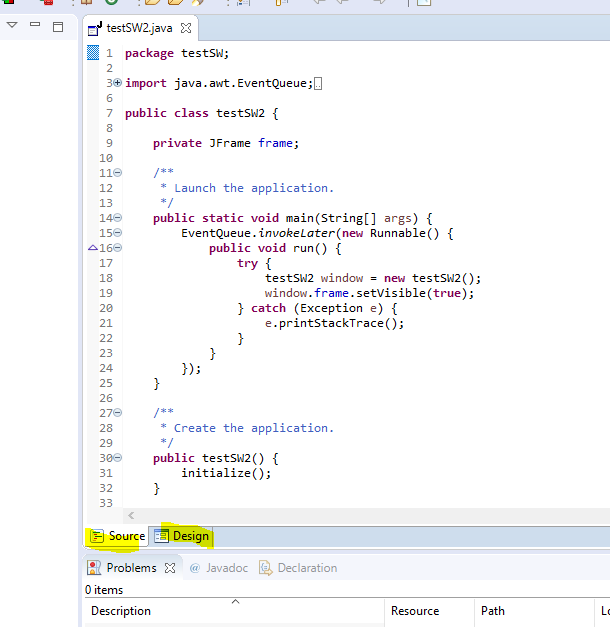 testSW2.java
1 package testSW;
2
3 import java.awt.EventQueue;
6
7 public class testSW2 {
8
9 private JFrame frame;
10
11 /**
12 * Launch the application.
13 */
14 public static void main(String[] args) {
15 EventQueue.invokeLater(new Runnable() {
16 public void run() {
17 try {
18 testSW2 window = new testSW2();
19 window.frame.setVisible(true);
20 } catch (Exception e) {
21 e.printStackTrace();
22 }
23 }
24 });
25 }
26
27 /**
28 * Create the application.
29 */
30 public testSW2() {
31 initialize();
32 }
33
Source Design
Problems @ Javadoc Declaration
0 items
Description Resource Path